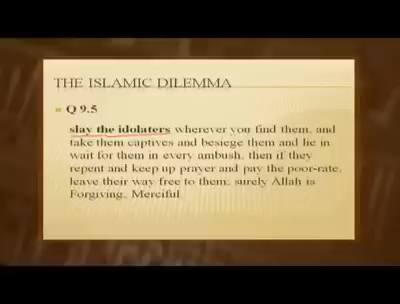 THE ISLAMIC DILEMMA
Q 9.5
slay the idolaters wherever you find them, and
take them captives and besiege them and lie in
wait for them in every ambush, then if they
repent and keep up prayer and pay the poor-rate,
leave their way free to them; surely Allah is
Forgiving, Merciful.